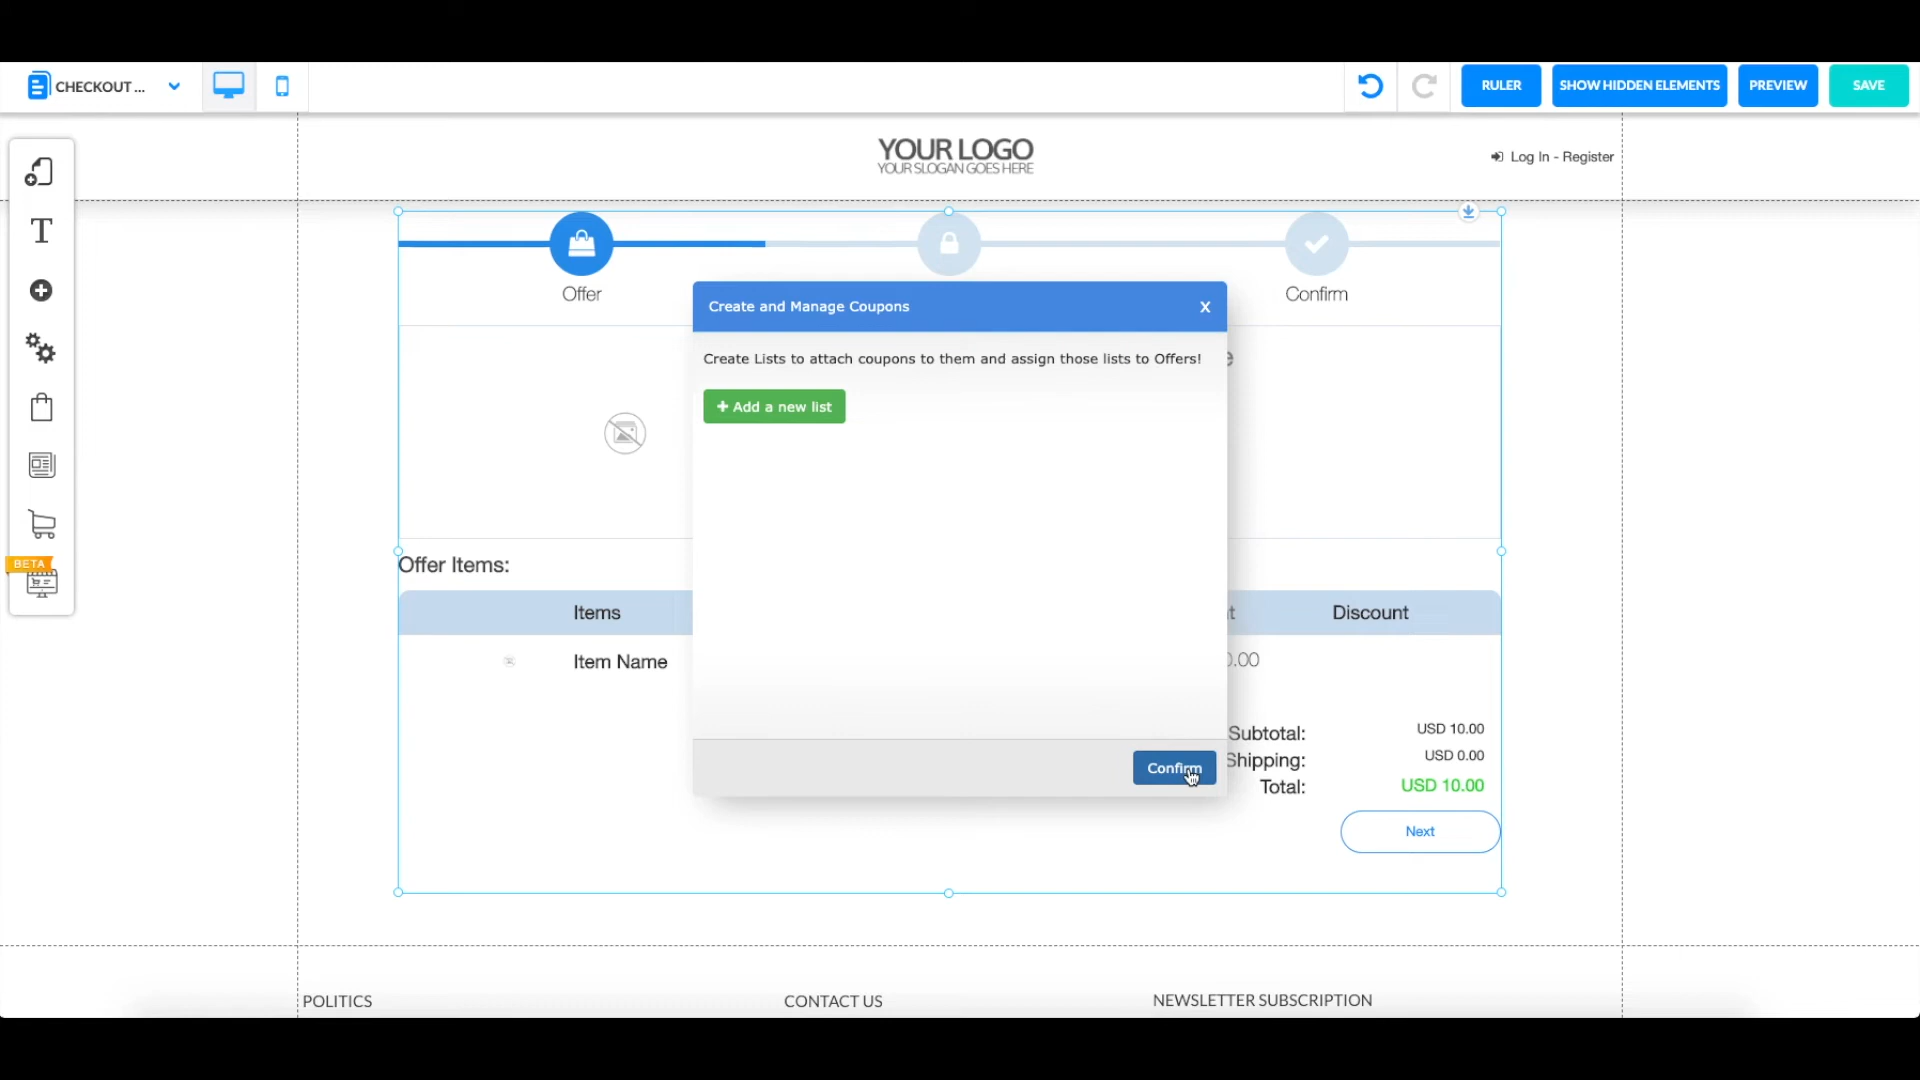 CHECKOUT ...
RULER
SHOW HIDDEN ELEMENTS
PREVIEW
SAVE
YOUR LOGO
YOUR SLOGAN GOES HERE
Log In - Register
Offer
Confirm
Create and Manage Coupons
X
Create Lists to attach coupons to them and assign those lists to Offers!
+ Add a new list
BETA
Offer Items:
Items
Discount
Item Name
.00
Subtotal:
USD 10.00
Shipping:
USD 0.00
Total:
USD 10.00
Confirm
Next
POLITICS
CONTACT US
NEWSLETTER SUBSCRIPTION